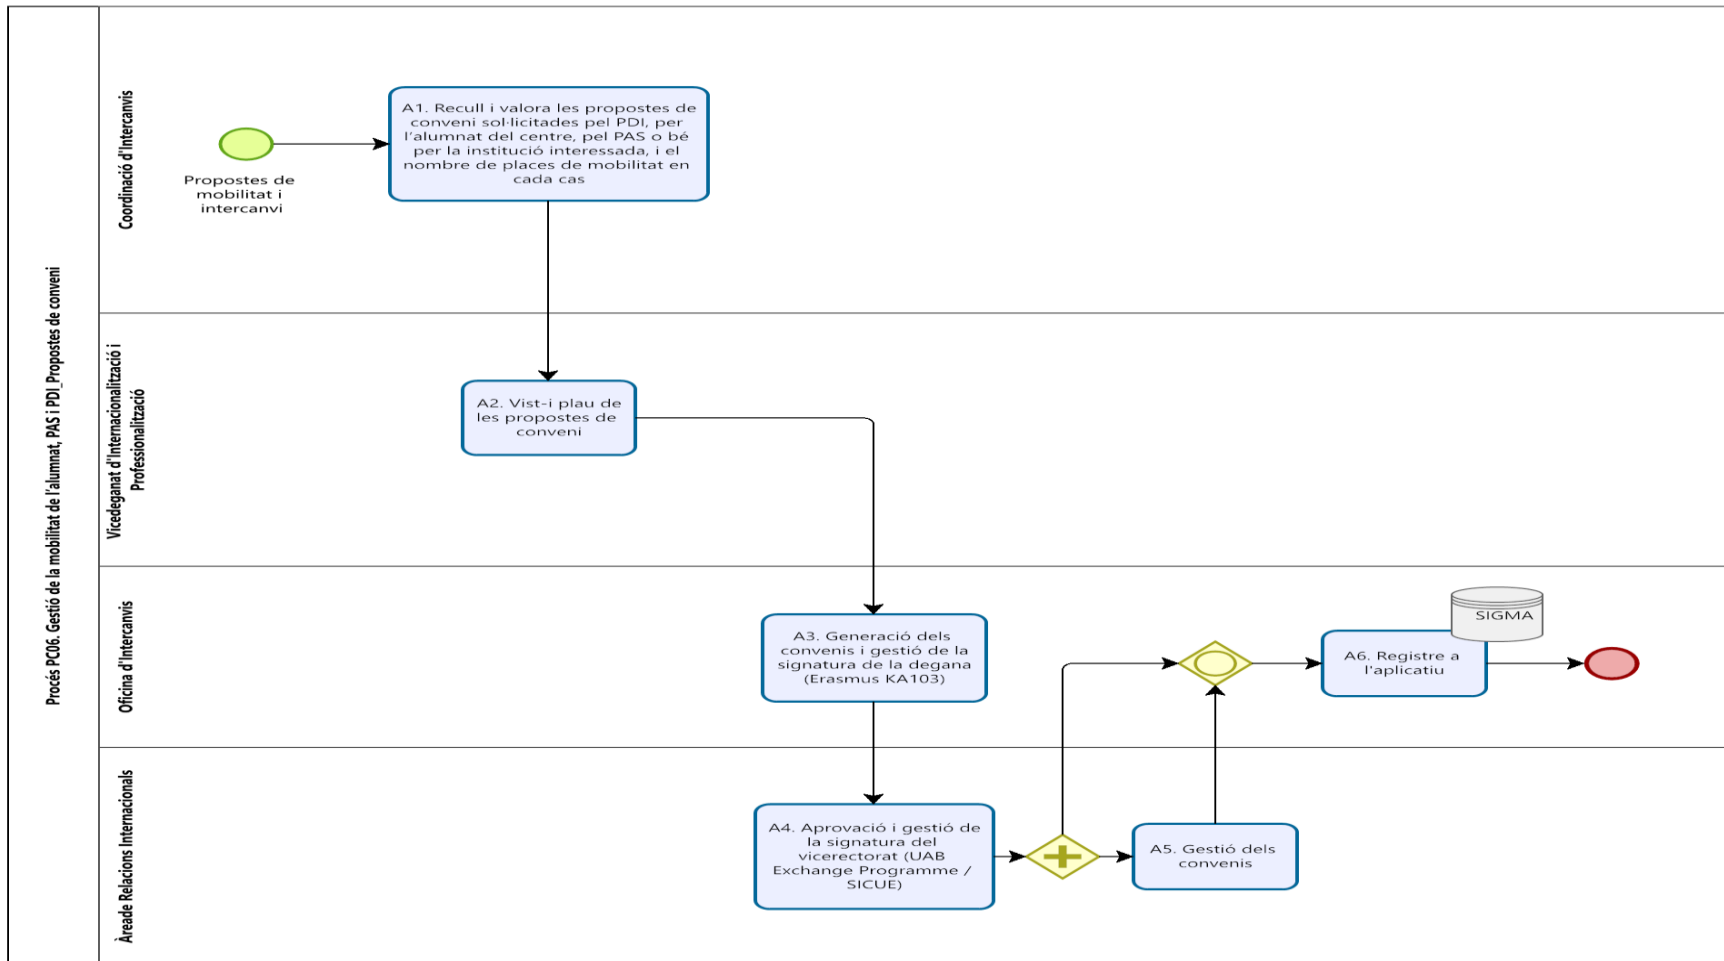 Procés PC06. Gestió de la mobilitat de l'alumnat, PAS i PDI_Propostes de conveni
Coordinació d'Intercanvis
Propostes de
mobilitat i
intercanvi
A1. Recull i valora les propostes de
conveni sol·licitades pel PDI, per
l'alumnat del centre, pel PAS o bé
per la institució interessada, i el
nombre de places de mobilitat en
cada cas
Vicedeganat d'Internacionalització i
Professionalització
A2. Vist-i plau de
les propostes de
conveni
Oficina d'Intercanvis
A3. Generació dels
convenis i gestió de la
signatura de la degana
(Erasmus KA103)
SIGMA
A6. Registre a
l'aplicatiu
Àreade Relacions Internacionals
A4. Aprovació i gestió de
la signatura del
vicerectorat (UAB
Exchange Programme /
SICUE)
A5. Gestió dels
convenis